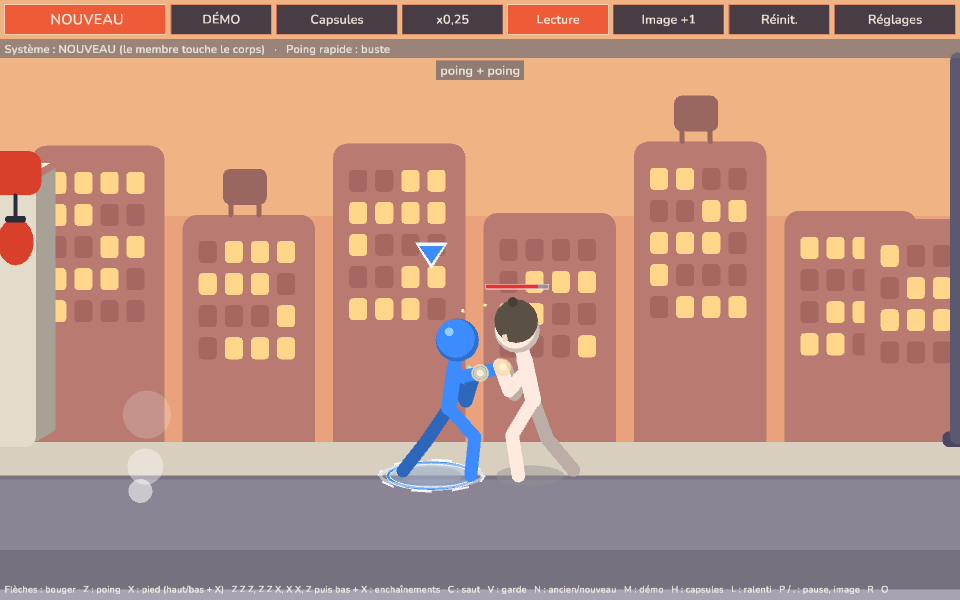 NOUVEAU DÉMO Capsules x0,25 Lecture Image +1 Réinit. Réglages
Système : NOUVEAU (le membre touche le corps) · Poing rapide : buste
poing + poing
Flèches : bouger Z : poing X : pied (haut/bas + X) Z Z Z, Z Z X, X X, Z puis bas + X : enchaînements C : saut V : garde N : ancien/nouveau M : démo H : capsules L : ralenti P / . : pause, image R O